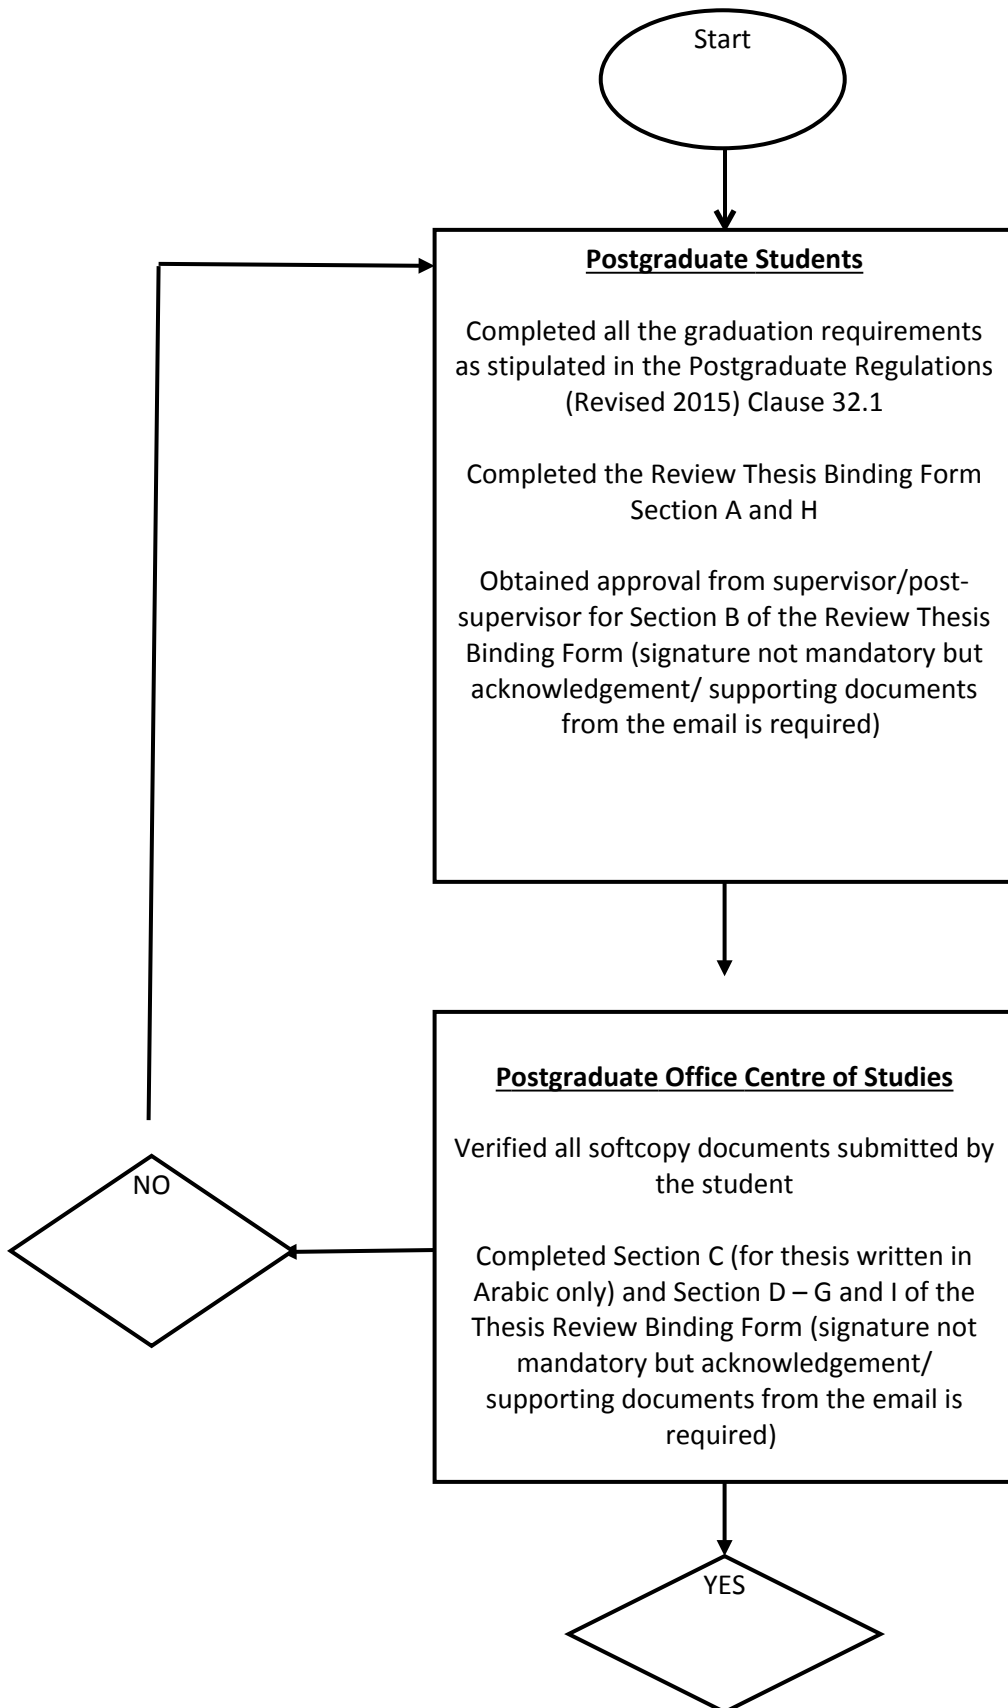 Start
Postgraduate Students
Completed all the graduation requirements
as stipulated in the Postgraduate Regulations
(Revised 2015) Clause 32.1
Completed the Review Thesis Binding Form
Section A and H
Obtained approval from supervisor/post-
supervisor for Section B of the Review Thesis
Binding Form (signature not mandatory but
acknowledgement/ supporting documents
from the email is required)
Postgraduate Office Centre of Studies
Verified all softcopy documents submitted by
the student
Completed Section C (for thesis written in
Arabic only) and Section D – G and I of the
Thesis Review Binding Form (signature not
mandatory but acknowledgement/
supporting documents from the email is
required)
NO
YES